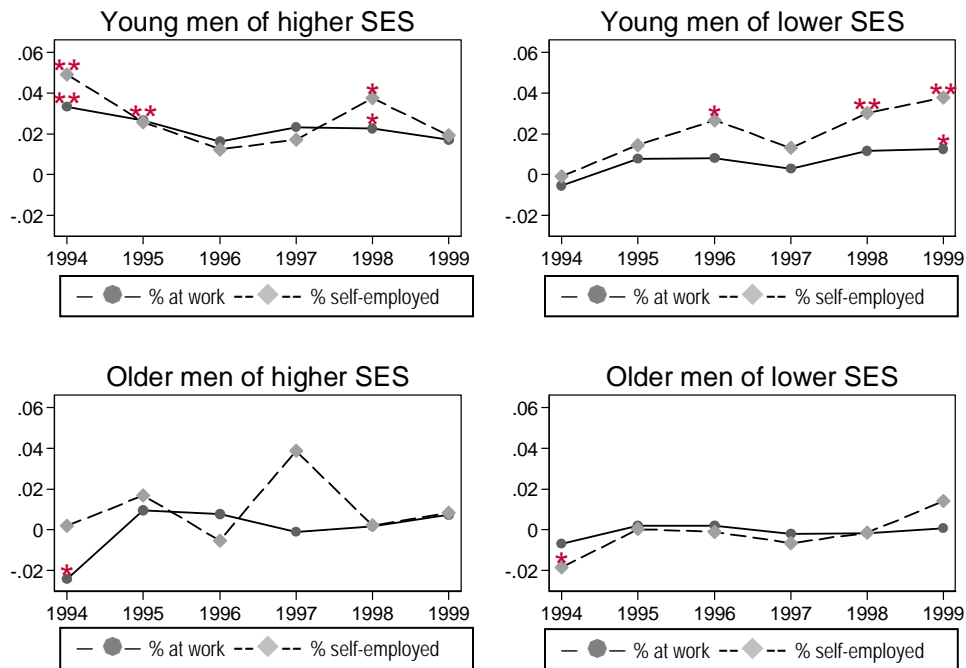 Young men of higher SES
.06
.04
.02
0
-.02
**
**
**
*
*
1994 1995 1996 1997 1998 1999
% at work % self-employed
Young men of lower SES
.06
.04
.02
0
-.02
*
**
**
*
1994 1995 1996 1997 1998 1999
% at work % self-employed
Older men of higher SES
.06
.04
.02
0
-.02
*
1994 1995 1996 1997 1998 1999
% at work % self-employed
Older men of lower SES
.06
.04
.02
0
-.02
*
1994 1995 1996 1997 1998 1999
% at work % self-employed